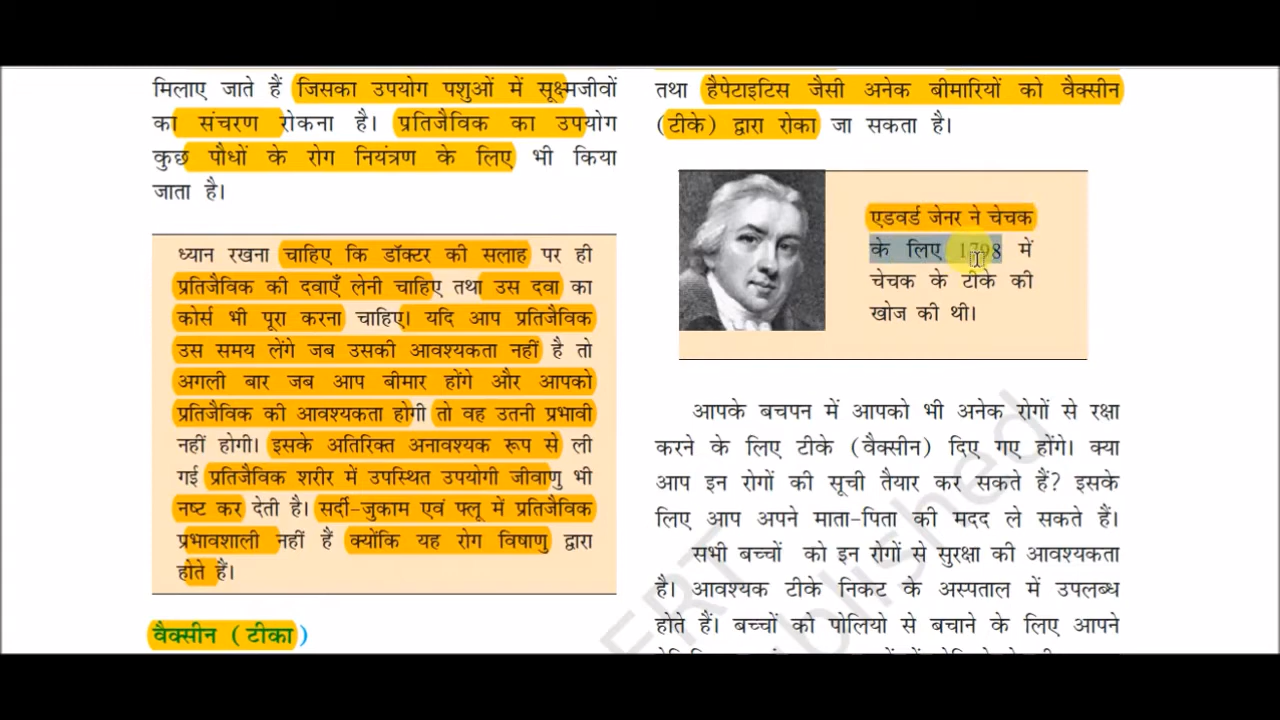 मिलाए जाते हैं जिसका उपयोग पशुओं में सूक्ष्मजीवों
का संचरण रोकना है। प्रतिजैविक का उपयोग
कुछ पौधों के रोग नियंत्रण के लिए भी किया
जाता है।
ध्यान रखना चाहिए कि डॉक्टर की सलाह पर ही
प्रतिजैविक की दवाएँ लेनी चाहिए तथा उस दवा का
कोर्स भी पूरा करना चाहिए। यदि आप प्रतिजैविक
उस समय लेंगे जब उसकी आवश्यकता नहीं है तो
अगली बार जब आप बीमार होंगे और आपको
प्रतिजैविक की आवश्यकता होगी तो वह उतनी प्रभावी
नहीं होगी। इसके अतिरिक्त अनावश्यक रूप से ली
गई प्रतिजैविक शरीर में उपस्थित उपयोगी जीवाणु भी
नष्ट कर देती है। सर्दी-जुकाम एवं फ्लू में प्रतिजैविक
प्रभावशाली नहीं हैं क्योंकि यह रोग विषाणु द्वारा
होते हैं।
वैक्सीन (टीका)
तथा हैपेटाइटिस जैसी अनेक बीमारियों को वैक्सीन
(टीके) द्वारा रोका जा सकता है।
एडवर्ड जेनर ने चेचक
के लिए 1798 में
चेचक के टीके की
खोज की थी।
आपके बचपन में आपको भी अनेक रोगों से रक्षा
करने के लिए टीके (वैक्सीन) दिए गए होंगे। क्या
आप इन रोगों की सूची तैयार कर सकते हैं? इसके
लिए आप अपने माता-पिता की मदद ले सकते हैं।
सभी बच्चों को इन रोगों से सुरक्षा की आवश्यकता
है। आवश्यक टीके निकट के अस्पताल में उपलब्ध
होते हैं। बच्चों को पोलियो से बचाने के लिए आपने